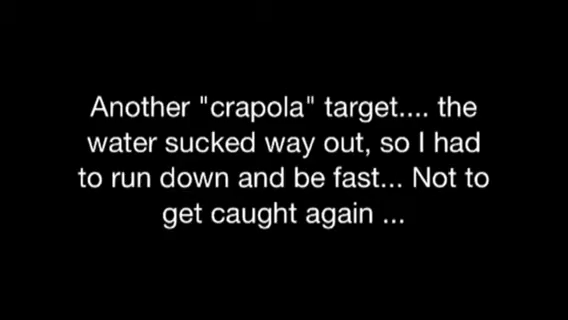 Another "crapola" target.... the
water sucked way out, so I had
to run down and be fast... Not to
get caught again ...